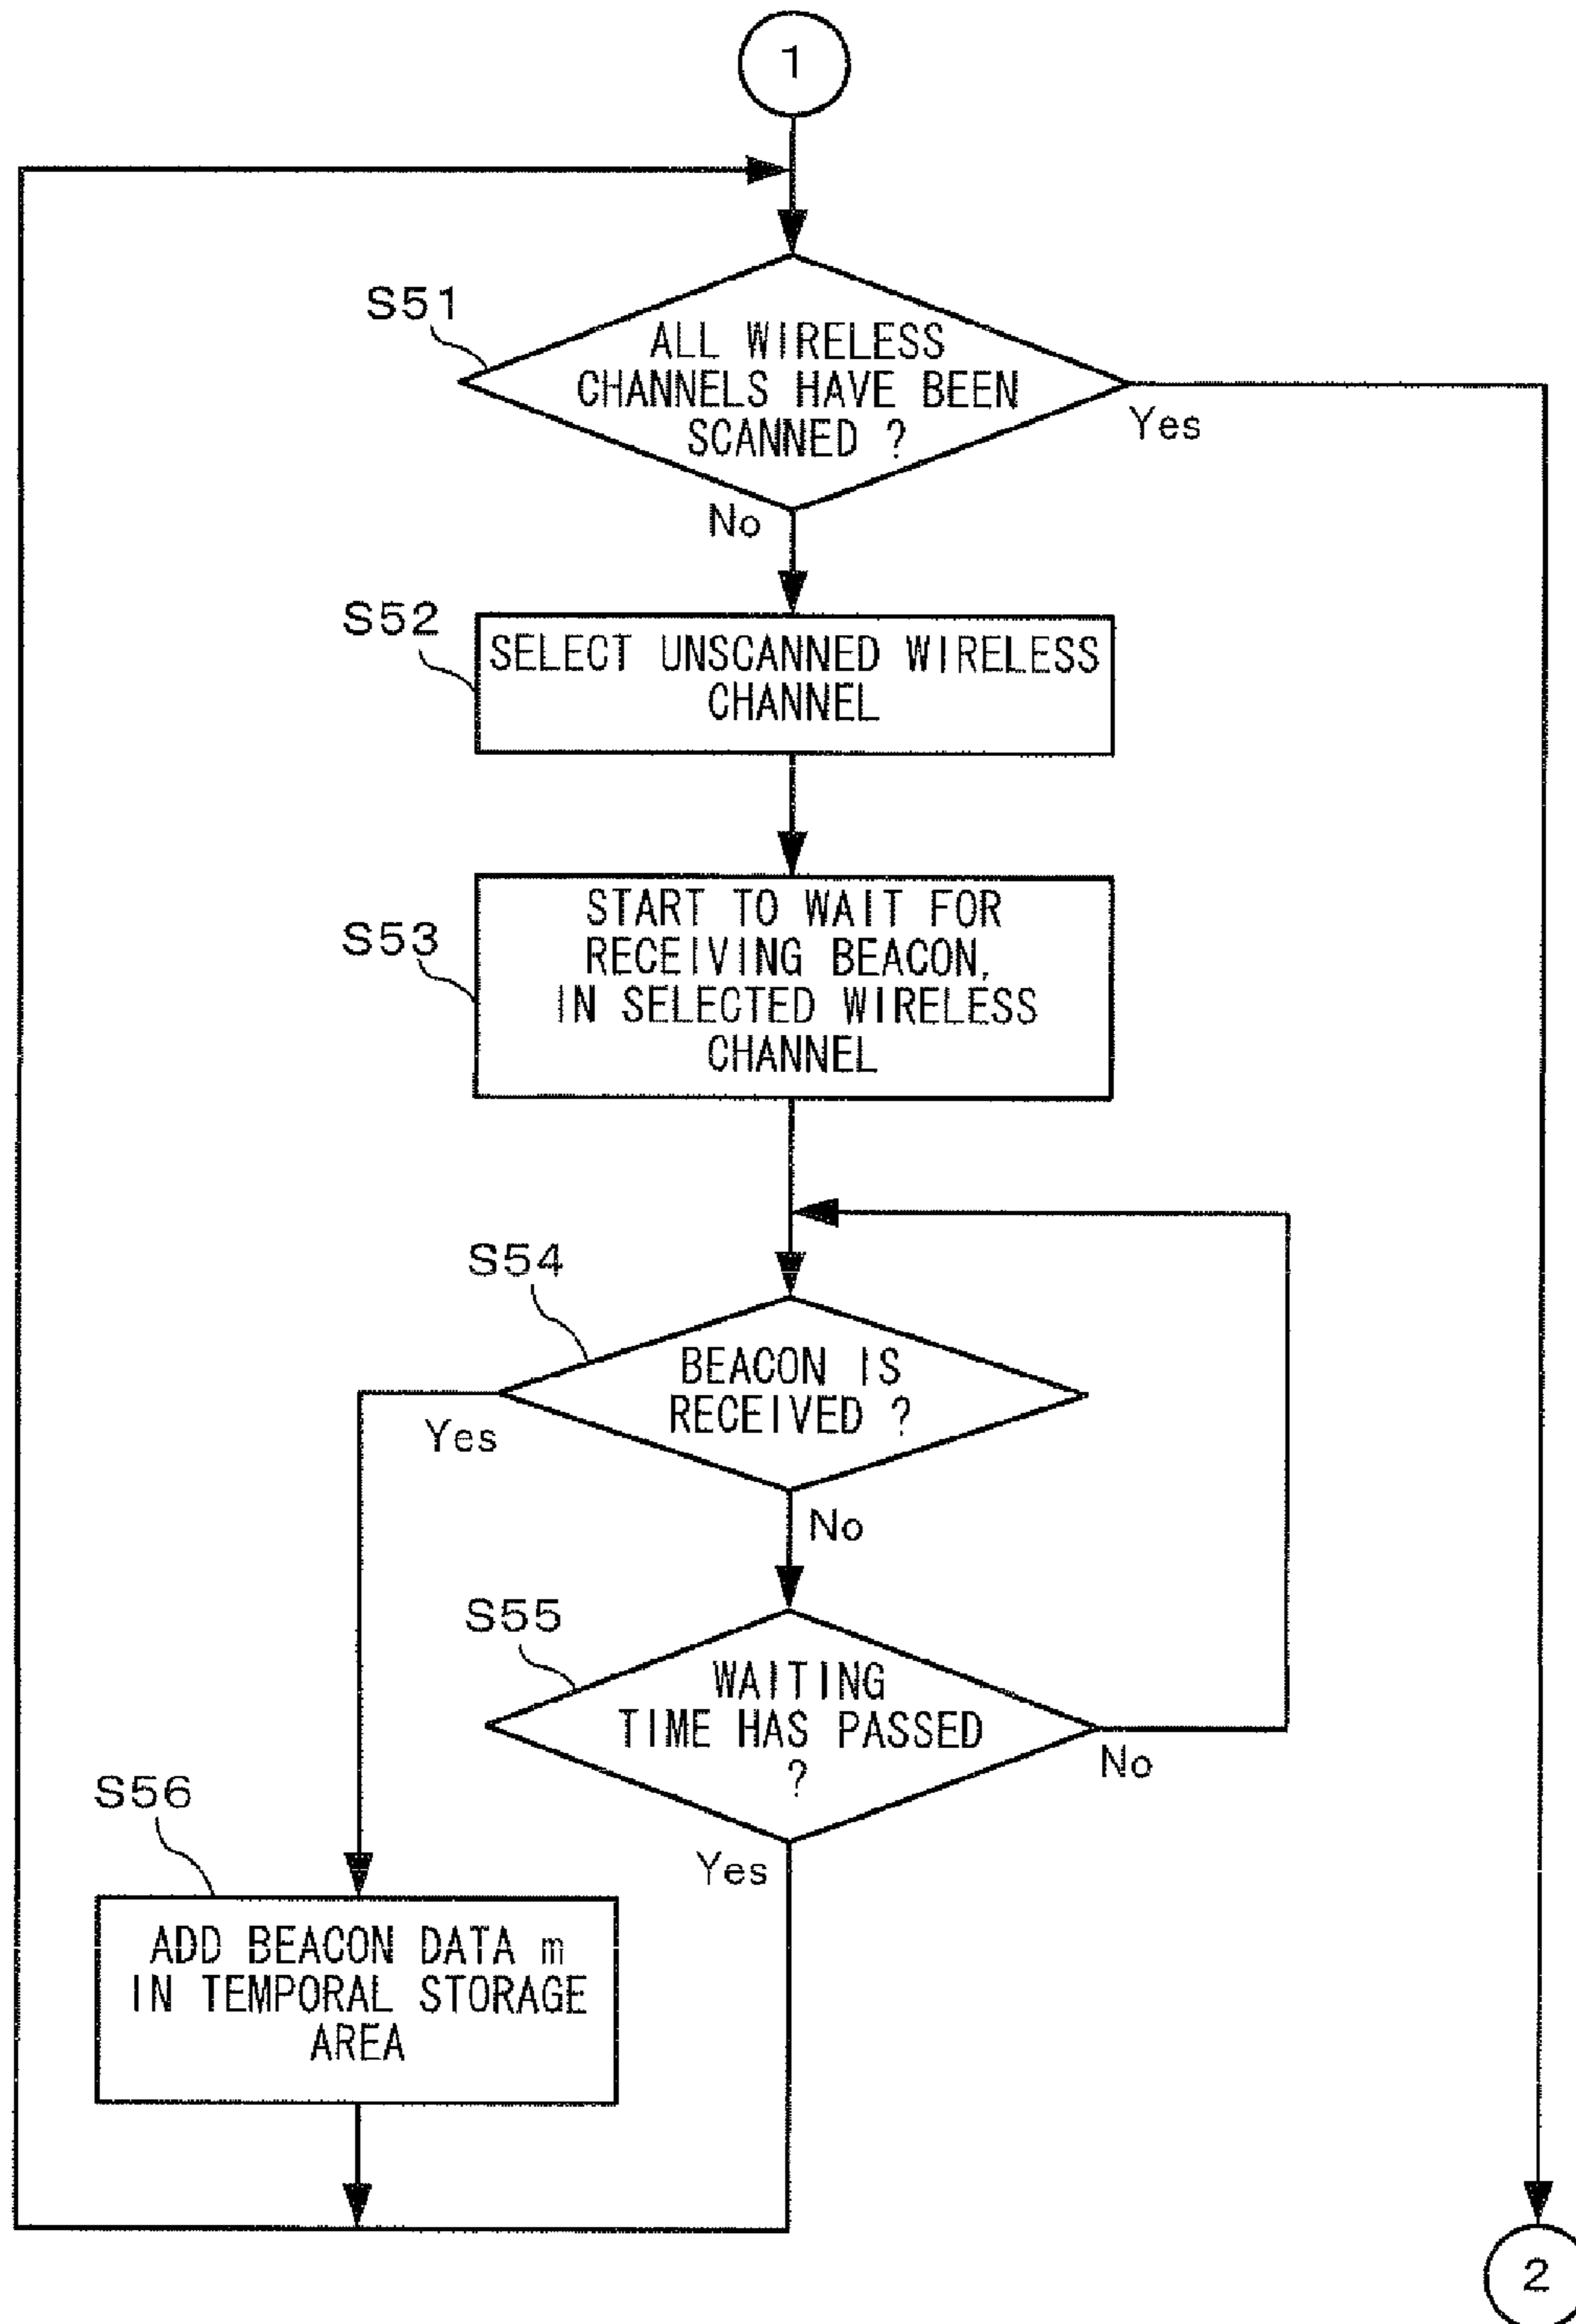 1
S51
ALL WIRELESS
CHANNELS HAVE BEEN
SCANNED ?
Yes
No
S52
SELECT UNSCANNED WIRELESS
CHANNEL
S53
START TO WAIT FOR
RECEIVING BEACON,
IN SELECTED WIRELESS
CHANNEL
S54
BEACON IS
RECEIVED ?
Yes
No
S55
WAITING
TIME HAS PASSED
?
No
Yes
S56
ADD BEACON DATA m
IN TEMPORAL STORAGE
AREA
2